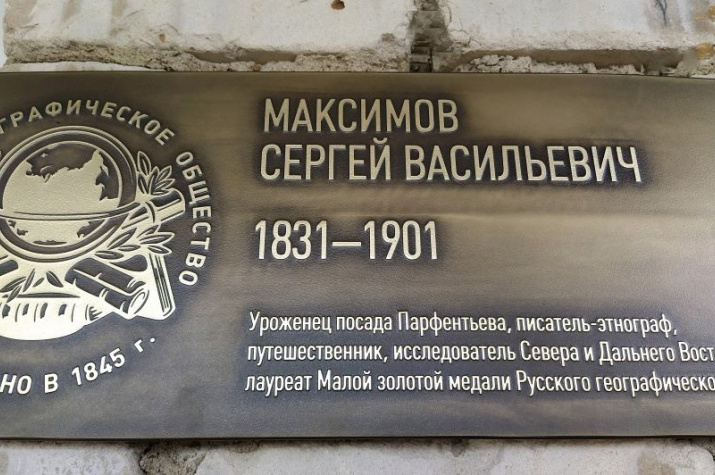 ГРАФИЧЕСКОЕ ОБЩЕСТВО
НО В 1845 г.
МАКСИМОВ
СЕРГЕЙ ВАСИЛЬЕВИЧ
1831–1901
Уроженец посада Парфентьева, писатель-этнограф,
путешественник, исследователь Севера и Дальнего Вост
лауреат Малой золотой медали Русского географическо